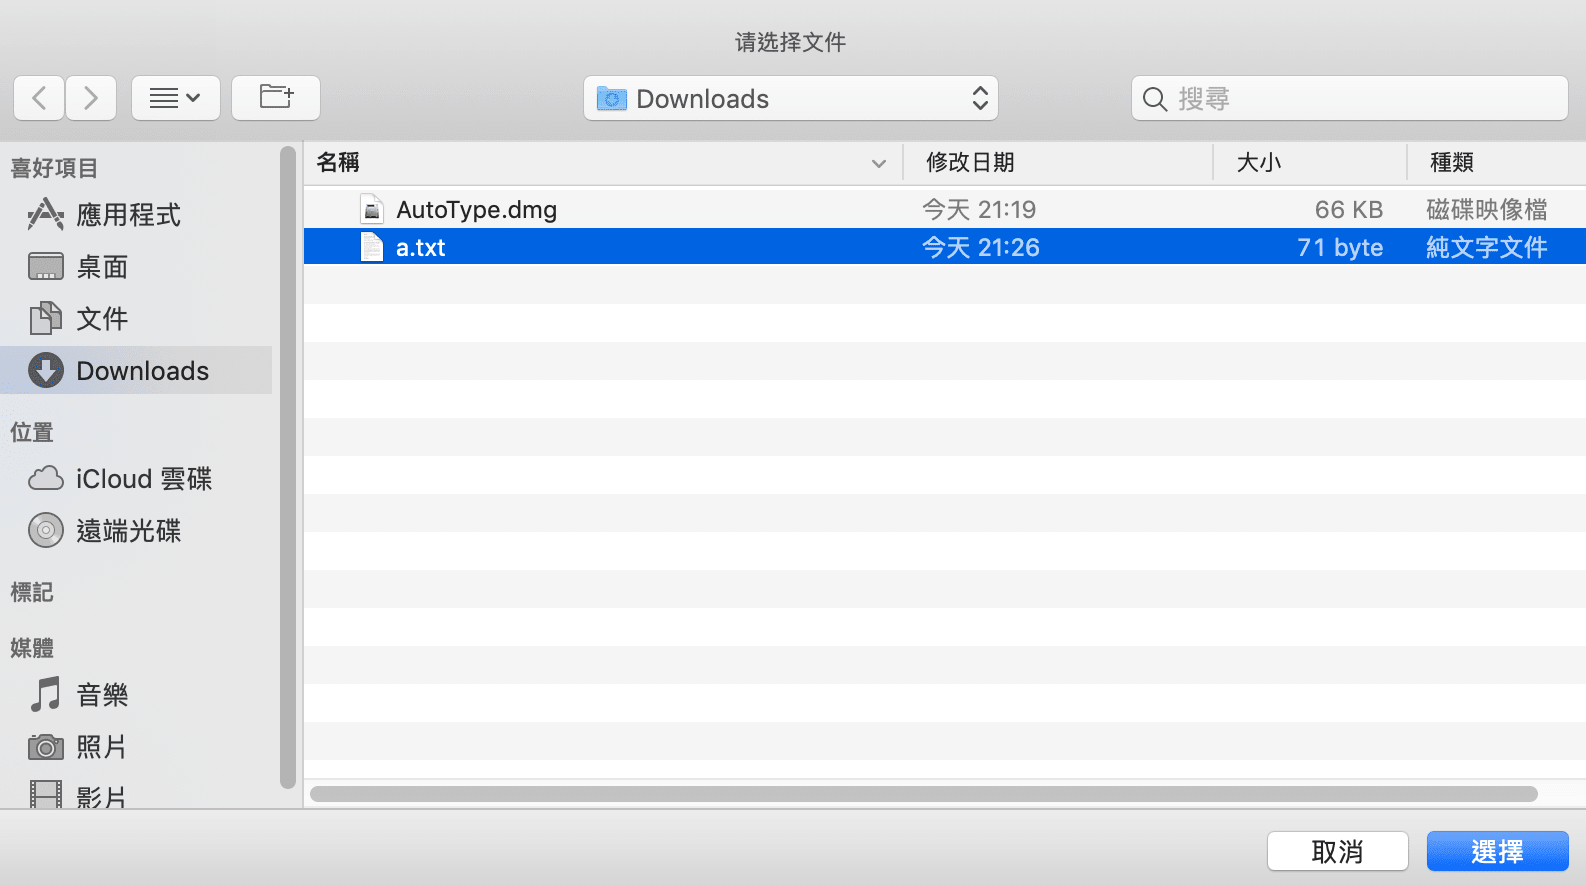 请选择文件
Downloads
搜尋
喜好項目
應用程式
桌面
文件
Downloads
位置
iCloud 雲碟
遠端光碟
標記
媒體
音樂
照片
影片
名稱 修改日期 大小 種類
AutoType.dmg 今天 21:19 66 KB 磁碟映像檔
a.txt 今天 21:26 71 byte 純文字文件
取消 選擇